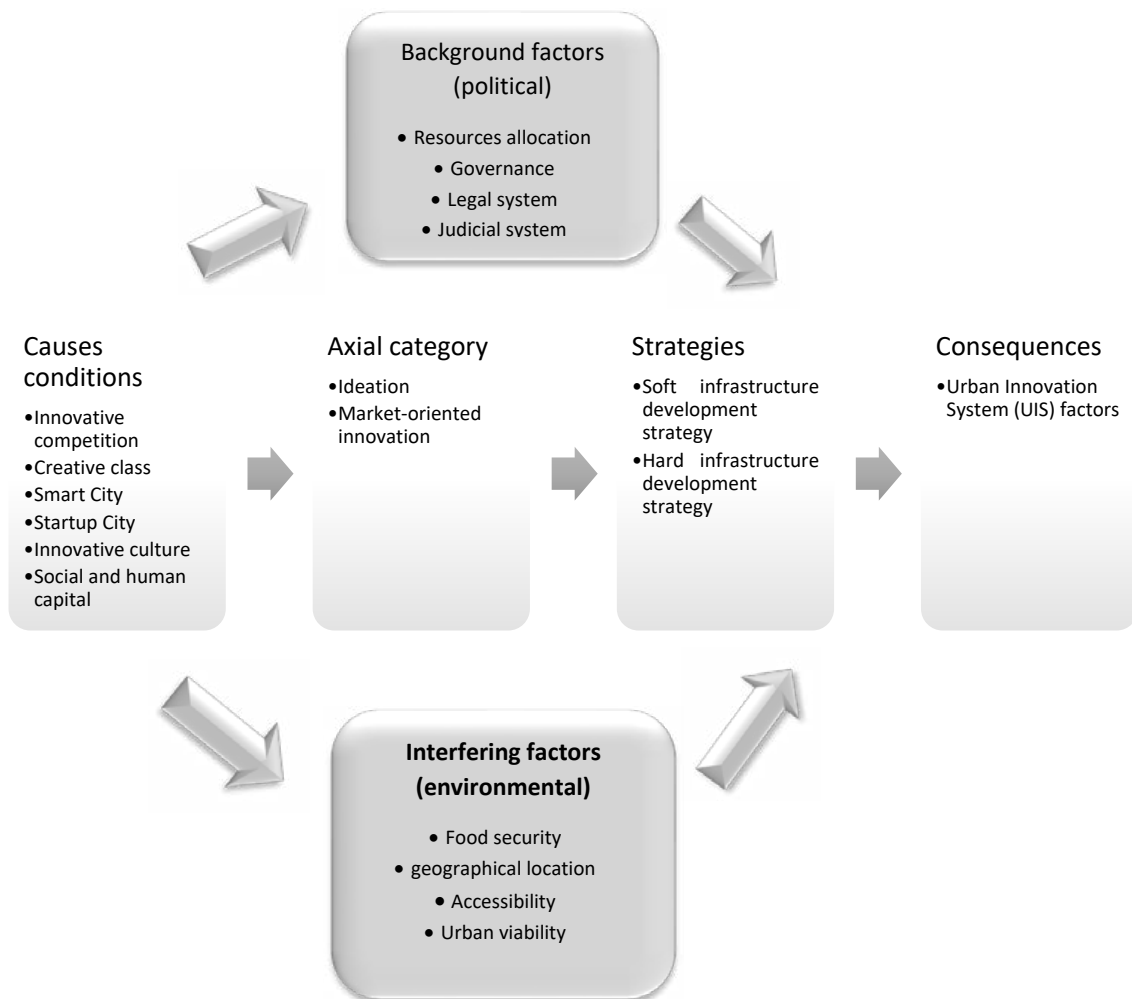 Background factors
(political)
• Resources allocation
• Governance
• Legal system
• Judicial system
Causes
conditions
•Innovative
competition
•Creative class
•Smart City
•Startup City
•Innovative culture
•Social and human
capital
Axial category
•Ideation
•Market-oriented
innovation
Strategies
•Soft infrastructure
development
strategy
•Hard infrastructure
development
strategy
Consequences
•Urban Innovation
System (UIS) factors
Interfering factors
(environmental)
• Food security
• geographical location
• Accessibility
• Urban viability